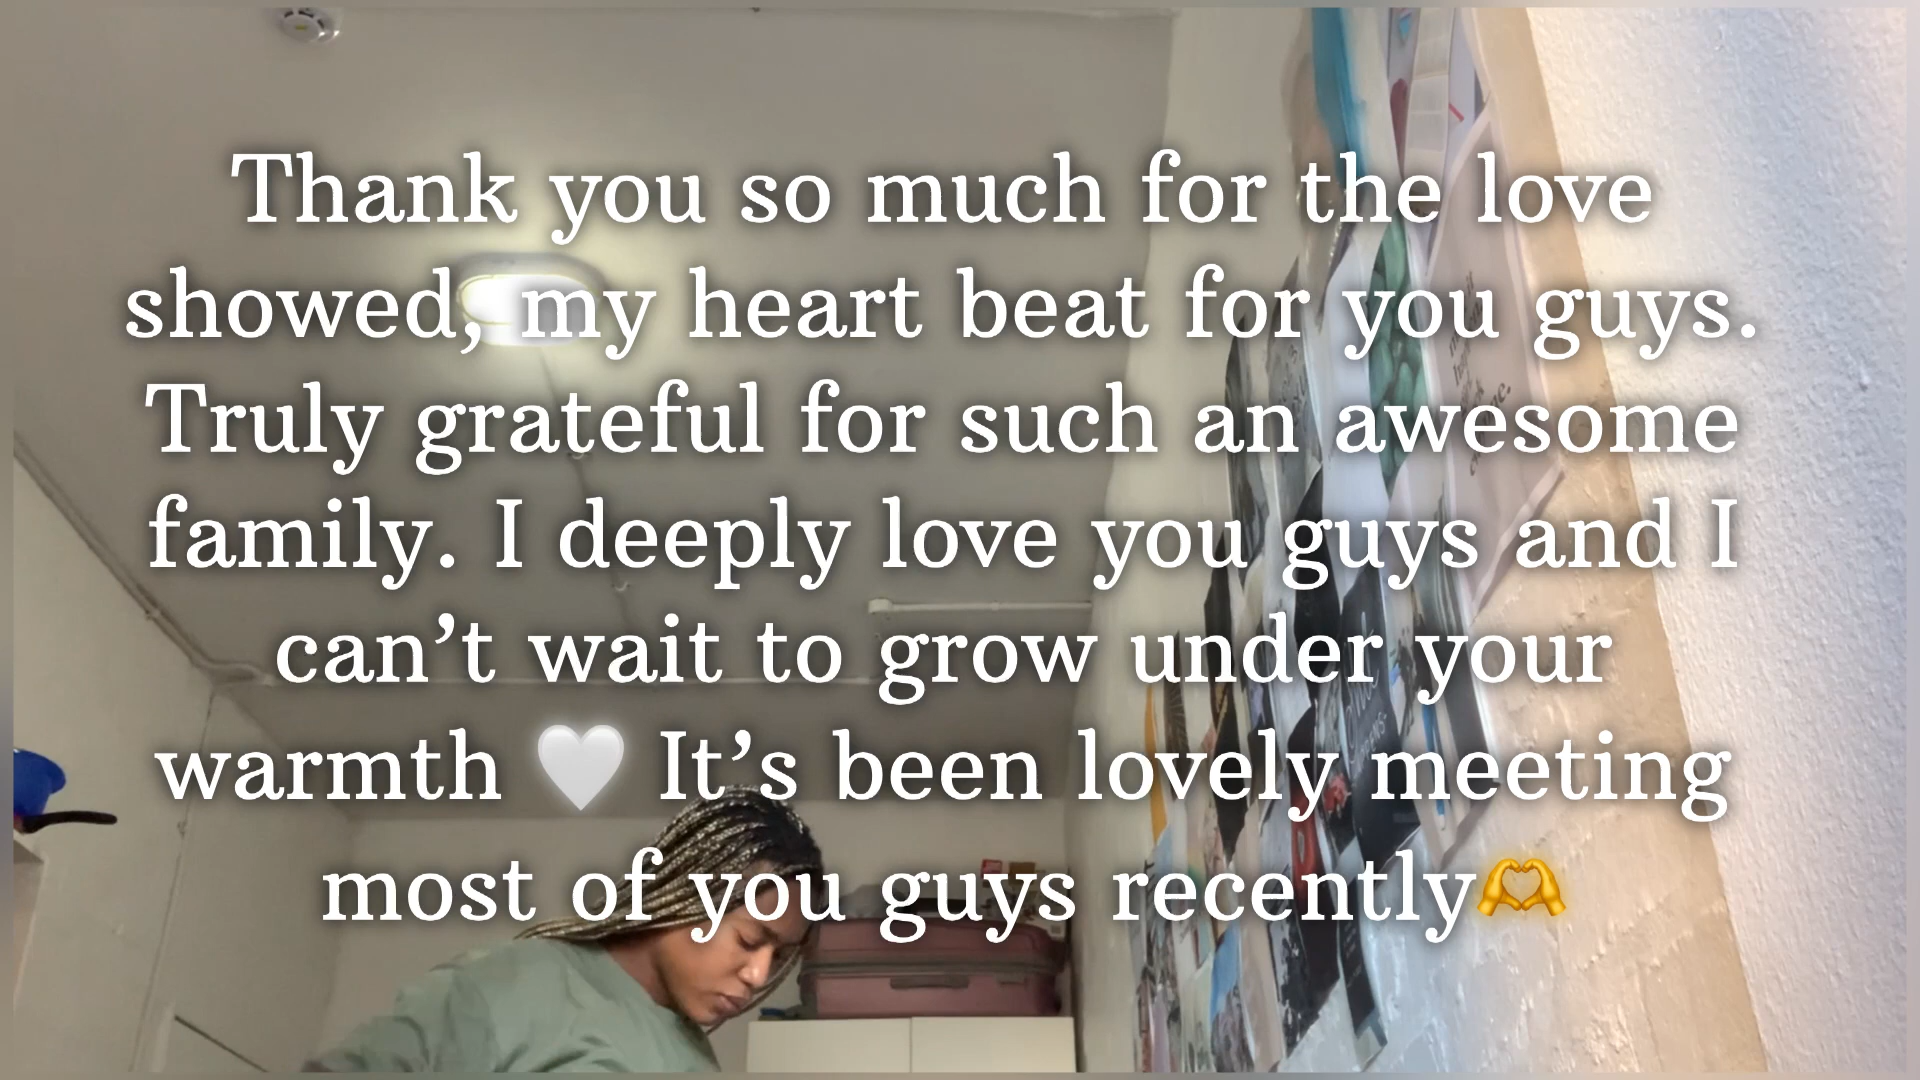 Thank you so much for the love
showed, my heart beat for you guys.
Truly grateful for such an awesome
family. I deeply love you guys and I
can’t wait to grow under your
warmth 🤍 It’s been lovely meeting
most of you guys recently🫶